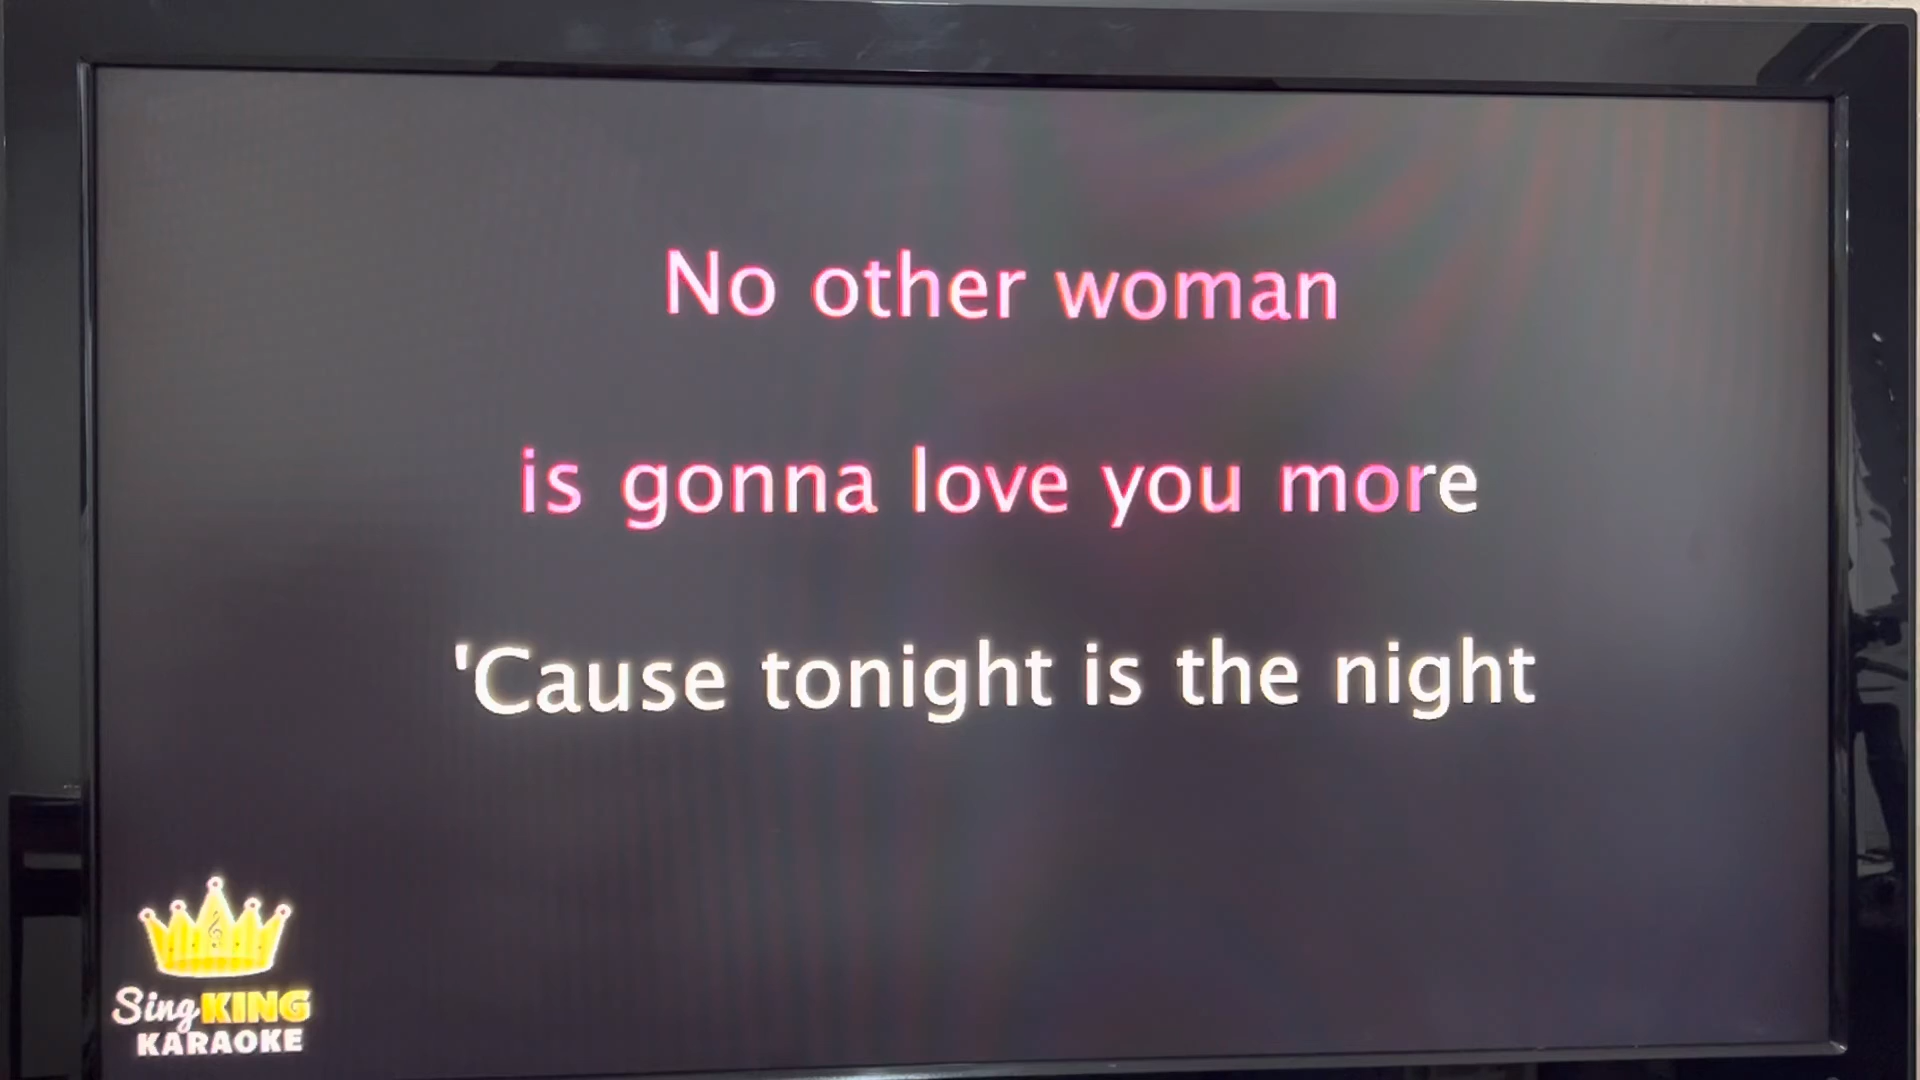 No other woman
is gonna love you more
'Cause tonight is the night
Sing KING
KARAOKE